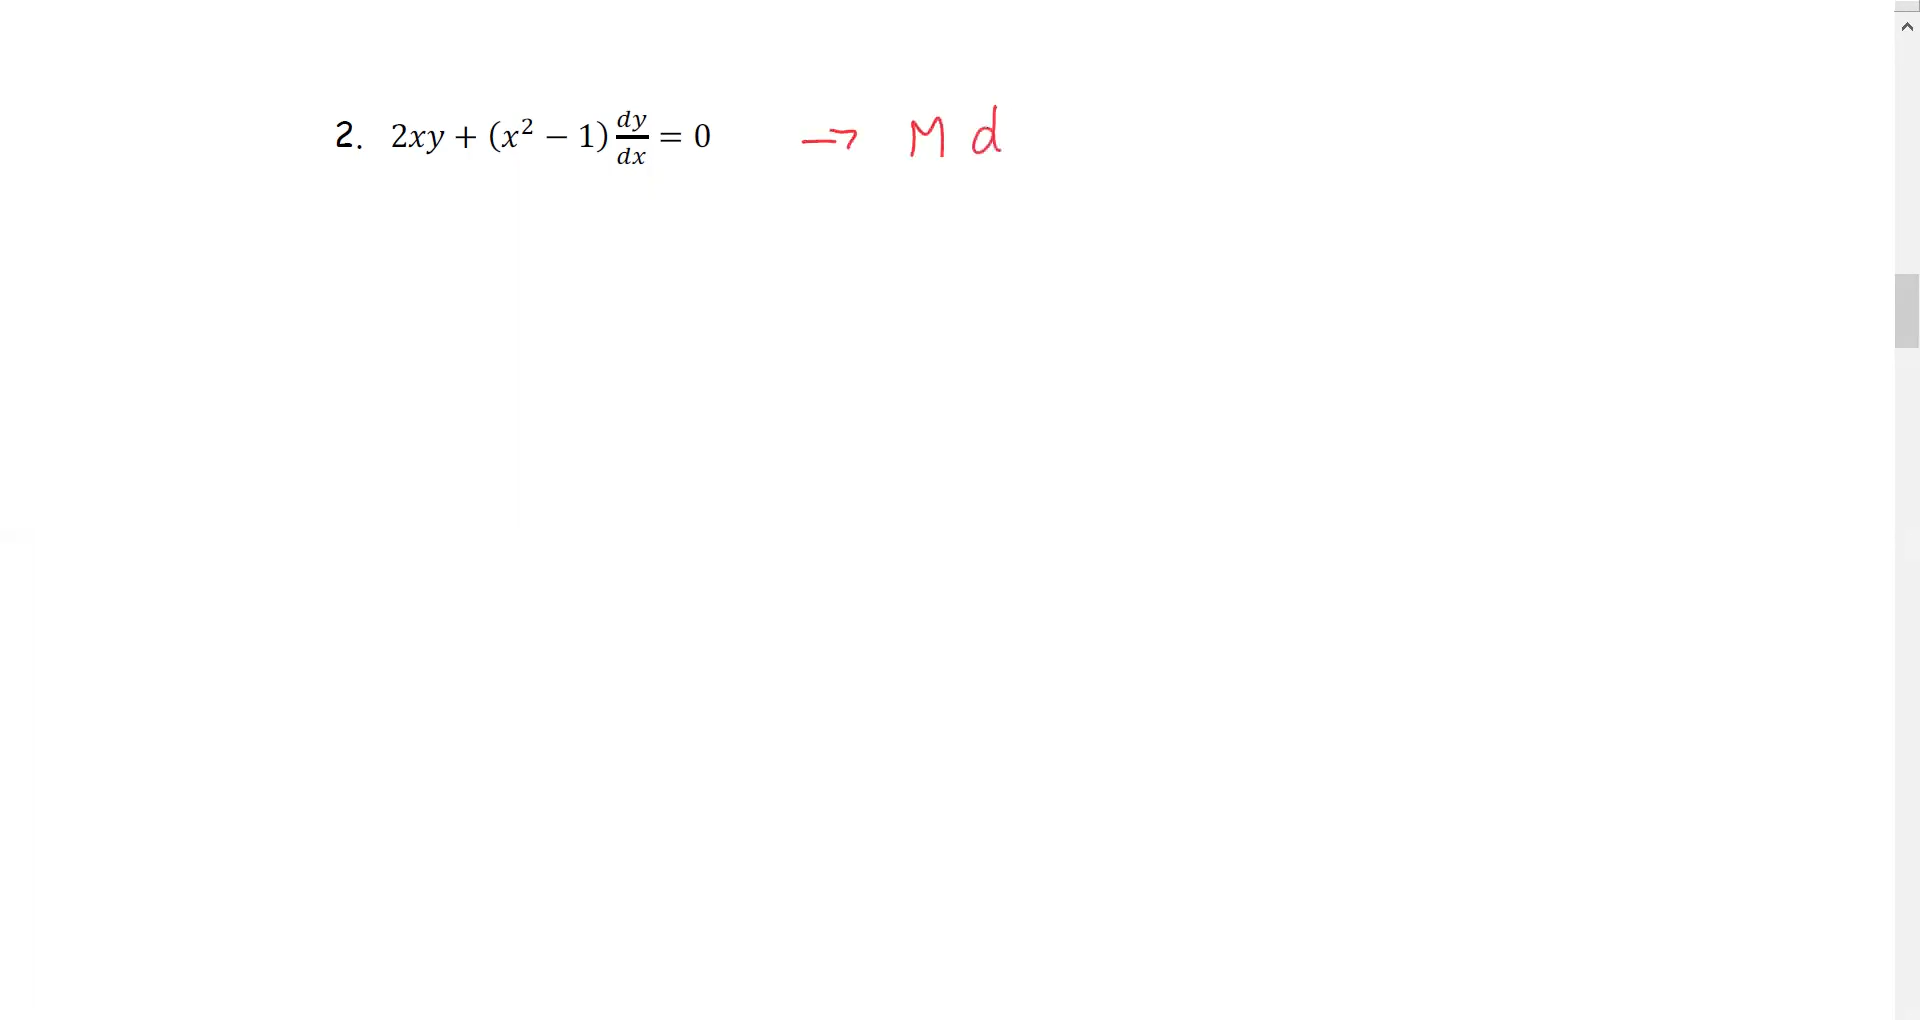 2. 2xy + (x² − 1) dy/dx = 0 → M d